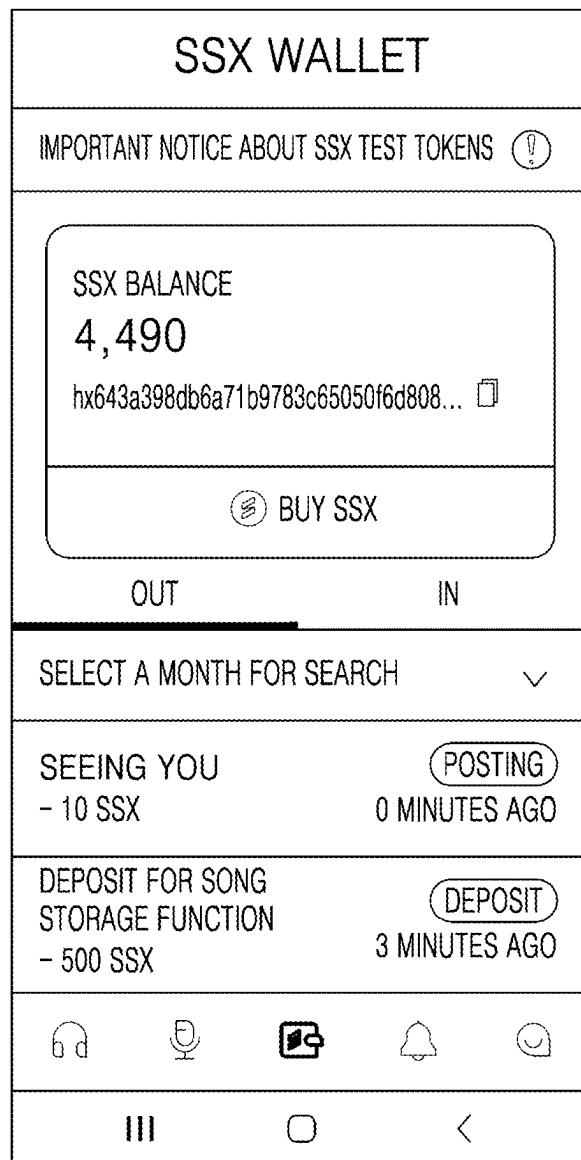 SSX WALLET
IMPORTANT NOTICE ABOUT SSX TEST TOKENS
SSX BALANCE
4,490
hx643a398db6a71b9783c65050f6d808...
BUY SSX
OUT IN
SELECT A MONTH FOR SEARCH
SEEING YOU POSTING
– 10 SSX 0 MINUTES AGO
DEPOSIT FOR SONG
STORAGE FUNCTION DEPOSIT
– 500 SSX 3 MINUTES AGO